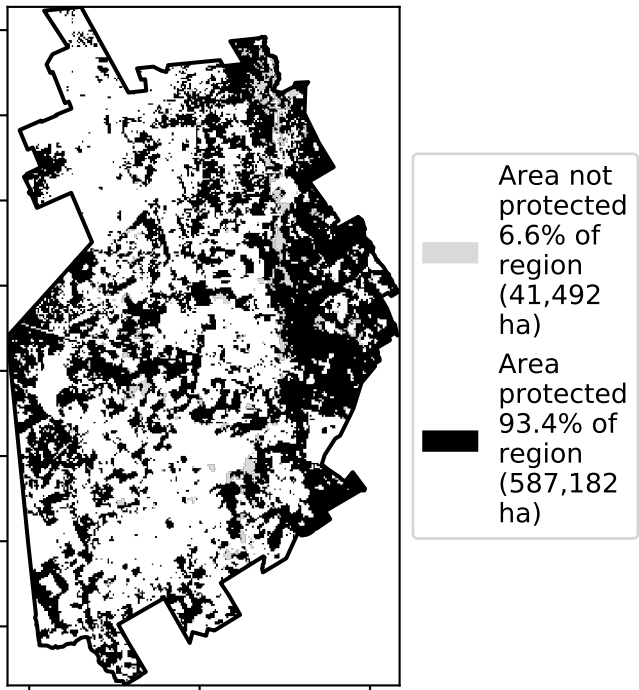 Area not
protected
6.6% of
region
(41,492
ha)
Area
protected
93.4% of
region
(587,182
ha)